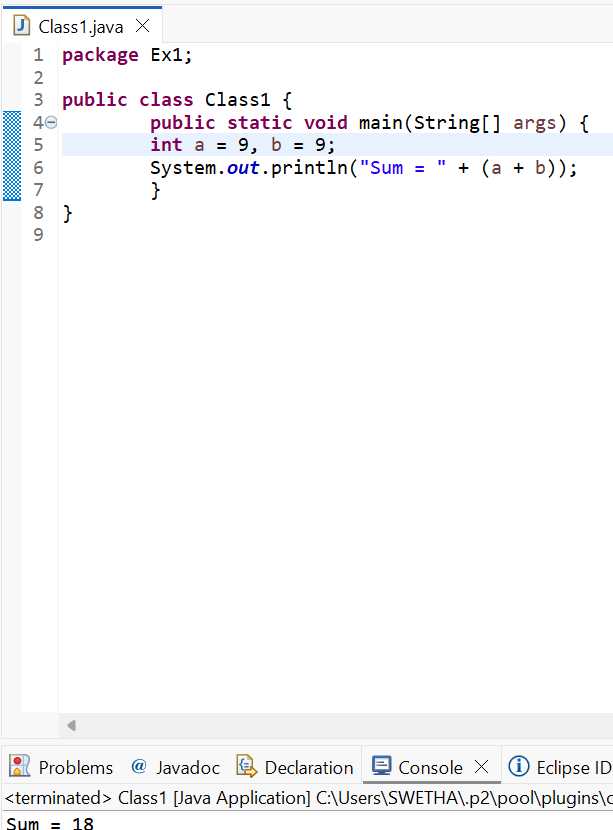 Class1.java
1 package Ex1;
2
3 public class Class1 {
4 public static void main(String[] args) {
5 int a = 9, b = 9;
6 System.out.println("Sum = " + (a + b));
7 }
8 }
9
Problems @ Javadoc Declaration Console Eclipse ID
<terminated> Class1 [Java Application] C:\Users\SWETHA\.p2\pool\plugins\
Sum = 18